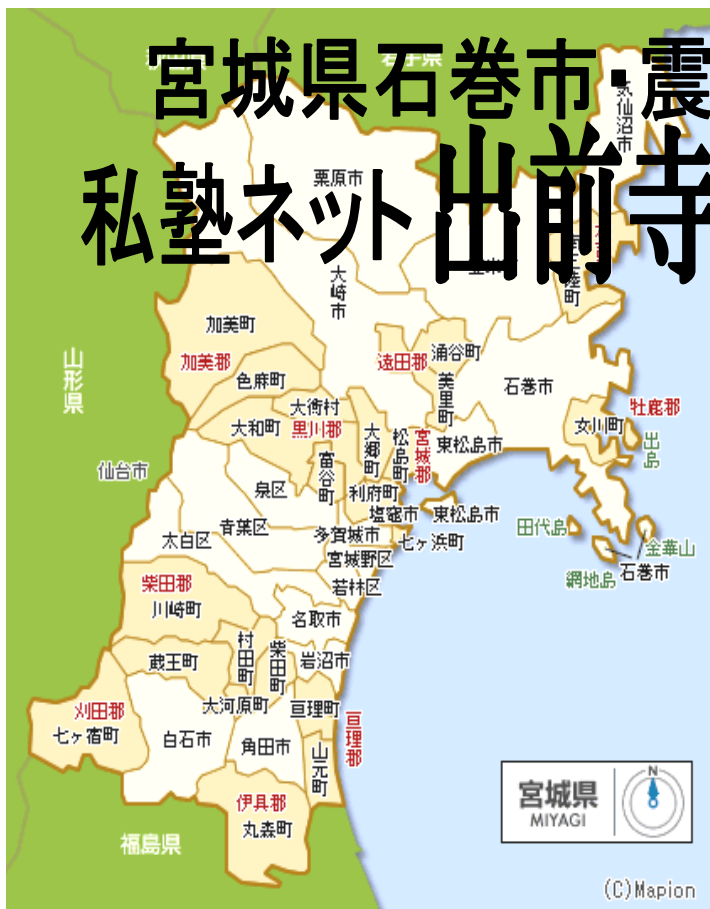 宮城県石巻市・震
私塾ネット出前寺
気仙沼市
栗原市
大崎市
加美町
加美郡
色麻町
遠田郡
涌谷町
美里町
石巻市
牡鹿郡
女川町
出島
山形県
大衡村
大和町
黒川郡
大郷町
松島町
宮城郡
東松島市
富谷町
利府町
仙台市
泉区
塩竈市
東松島市
青葉区
多賀城市
七ヶ浜町
田代島
太白区
宮城野区
金華山
石巻市
網地島
若林区
柴田郡
川崎町
名取市
村田町
柴田町
岩沼市
蔵王町
大河原町
亘理町
亘理郡
刈田郡
七ヶ宿町
白石市
角田市
山元町
伊具郡
丸森町
福島県
宮城県
MIYAGI
N
(C)Mapion